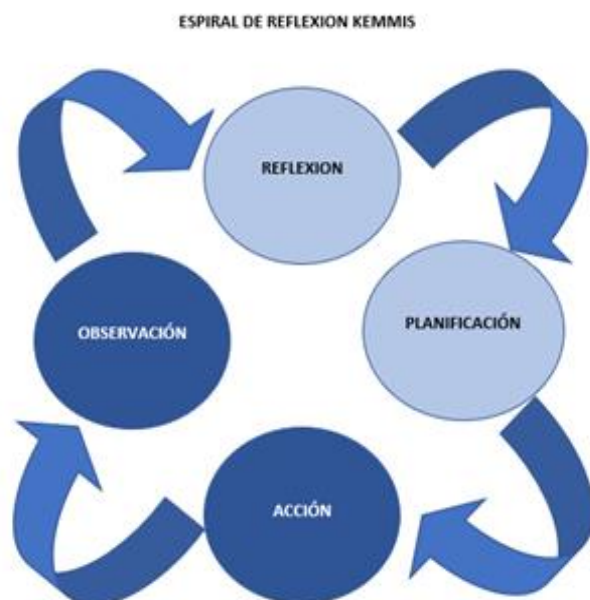 ESPIRAL DE REFLEXION KEMMIS
REFLEXION
PLANIFICACIÓN
OBSERVACIÓN
ACCIÓN